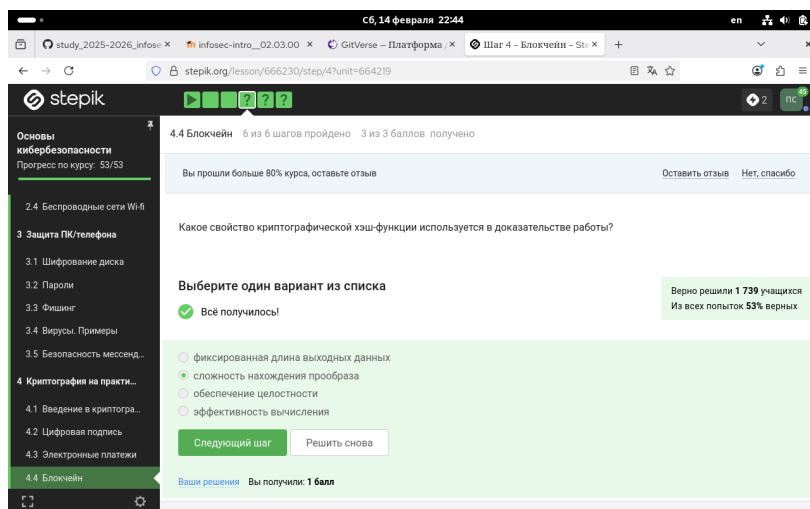 Сб, 14 февраля 22:44
en
study_2025-2026_infose
infosec-intro__02.03.00
GitVerse – Платформа
Шаг 4 – Блокчейн – Ste
stepik.org/lesson/666230/step/4?unit=664219
stepik
? ? ?
2
ПС
45
Основы кибербезопасности
Прогресс по курсу: 53/53
4.4 Блокчейн 6 из 6 шагов пройдено 3 из 3 баллов получено
Вы прошли больше 80% курса, оставьте отзыв
Оставить отзыв Нет, спасибо
2.4 Беспроводные сети Wi-fi
3 Защита ПК/телефона
3.1 Шифрование диска
3.2 Пароли
3.3 Фишинг
3.4 Вирусы. Примеры
3.5 Безопасность мессенд...
4 Криптография на практи...
4.1 Введение в криптогра...
4.2 Цифровая подпись
4.3 Электронные платежи
4.4 Блокчейн
Какое свойство криптографической хэш-функции используется в доказательстве работы?
Выберите один вариант из списка
Всё получилось!
Верно решили 1 739 учащихся
Из всех попыток 53% верных
фиксированная длина выходных данных
сложность нахождения прообраза
обеспечение целостности
эффективность вычисления
Следующий шаг
Решить снова
Ваши решения Вы получили: 1 балл